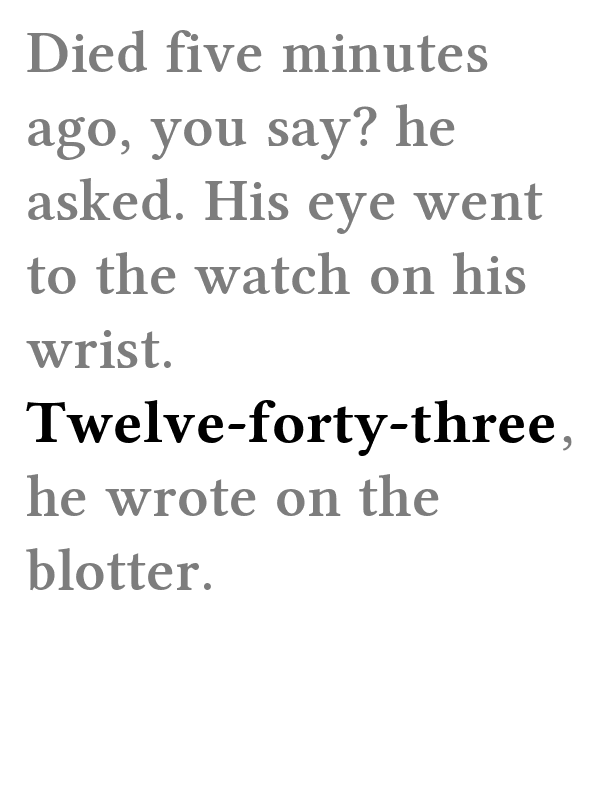 Died five minutes
ago, you say? he
asked. His eye went
to the watch on his
wrist.
Twelve-forty-three,
he wrote on the
blotter.